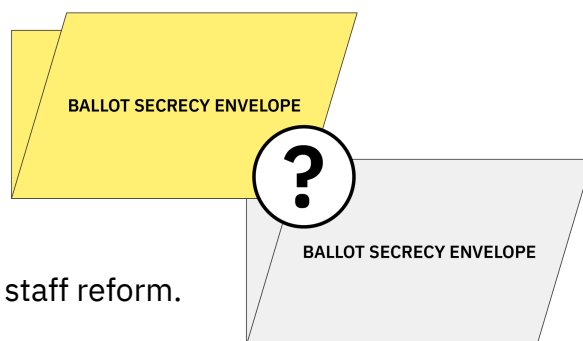 BALLOT SECRECY ENVELOPE
?
BALLOT SECRECY ENVELOPE
staff reform.